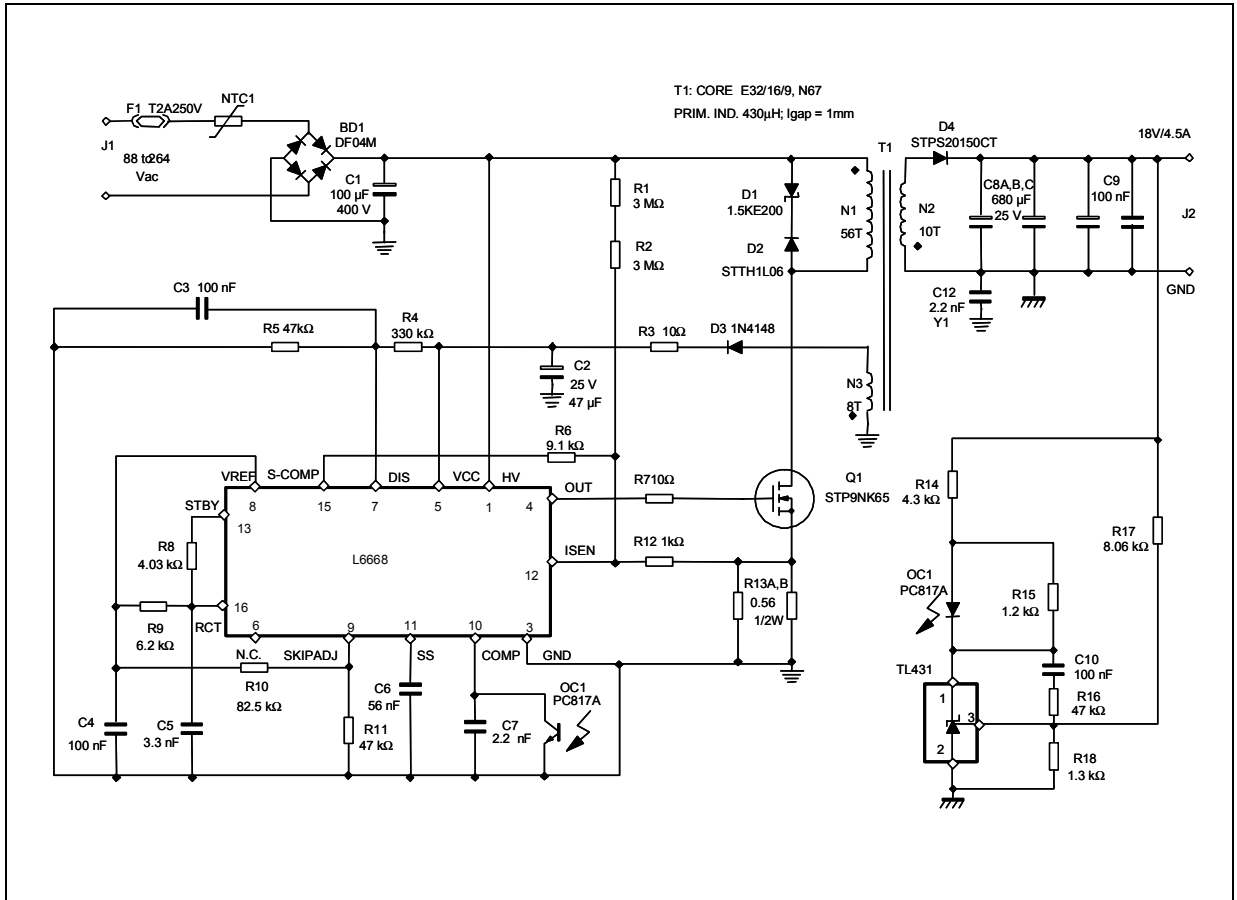 T1: CORE E32/16/9, N67
PRIM. IND. 430µH; lgap = 1mm
F1 T2A250V
NTC1
J1
88 to264
Vac
BD1
DF04M
C1
100 µF
400 V
R1
3 MΩ
R2
3 MΩ
D1
1.5KE200
D2
STTH1L06
N1
56T
T1
N2
10T
D4
STPS20150CT
C8A,B,C
680 µF
25 V
C9
100 nF
18V/4.5A
J2
GND
C12
2.2 nF
Y1
C3 100 nF
R5 47kΩ
R4
330 kΩ
R3 10Ω
D3 1N4148
C2
25 V
47 µF
N3
8T
R6
9.1 kΩ
VREF
S-COMP
DIS
VCC
HV
8
15
7
5
1
OUT
4
R710Ω
Q1
STP9NK65
STBY
13
R8
4.03 kΩ
L6668
ISEN
12
R12 1kΩ
R13A,B
0.56
1/2W
R9
6.2 kΩ
16
RCT
6
9
11
10
3
N.C.
SKIPADJ
SS
COMP
GND
R10
82.5 kΩ
C4
100 nF
C5
3.3 nF
R11
47 kΩ
C6
56 nF
C7
2.2 nF
OC1
PC817A
R14
4.3 kΩ
R17
8.06 kΩ
OC1
PC817A
R15
1.2 kΩ
C10
100 nF
TL431
1
3
2
R16
47 kΩ
R18
1.3 kΩ